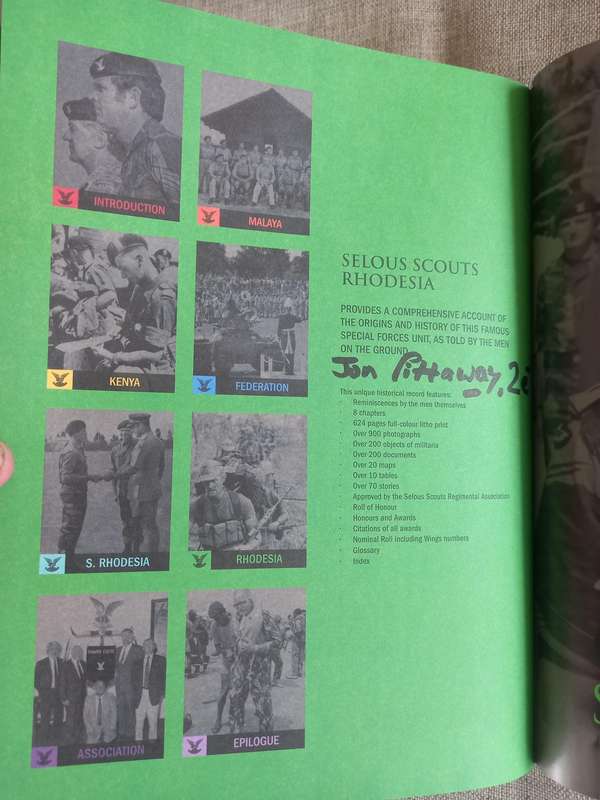 INTRODUCTION
MALAYA
KENYA
FEDERATION
S. RHODESIA
RHODESIA
ASSOCIATION
EPILOGUE
SELOUS SCOUTS
RHODESIA
PROVIDES A COMPREHENSIVE ACCOUNT OF
THE ORIGINS AND HISTORY OF THIS FAMOUS
SPECIAL FORCES UNIT, AS TOLD BY THE MEN
ON THE GROUND
Jon Pittaway, 2
This unique historical record features:
· Reminiscences by the men themselves
· 8 chapters
· 624 pages full-colour litho print
· Over 900 photographs
· Over 200 objects of militaria
· Over 200 documents
· Over 20 maps
· Over 10 tables
· Over 70 stories
· Approved by the Selous Scouts Regimental Association
· Roll of Honour
· Honours and Awards
· Citations of all awards
· Nominal Roll including Wings numbers
· Glossary
· Index
S